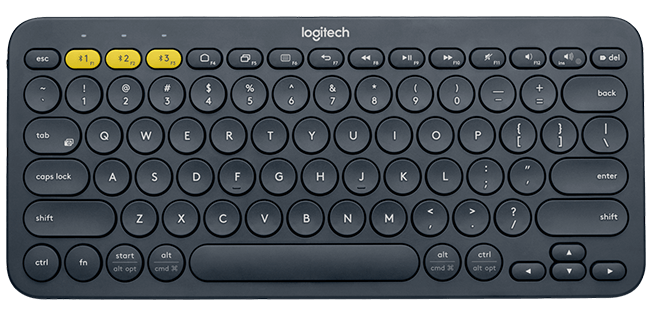 logitech
esc 1 F1 2 F2 3 F3 F4 F5 F6 F7 F8 F9 F10 F11 F12 Ins del
~ ` ! 1 @ 2 # 3 $ 4 % 5 ^ 6 & 7 * 8 ( 9 ) 0 — - + = back
tab Q W E R T Y U I O P { [ } ] | \
caps lock A S D F G H J K L : ; " ' enter
shift Z X C V B N M < , > . ? / shift
ctrl fn start alt opt alt cmd ⌘ alt cmd ⌘ ctrl alt opt ◄ ▲ ▼ ►